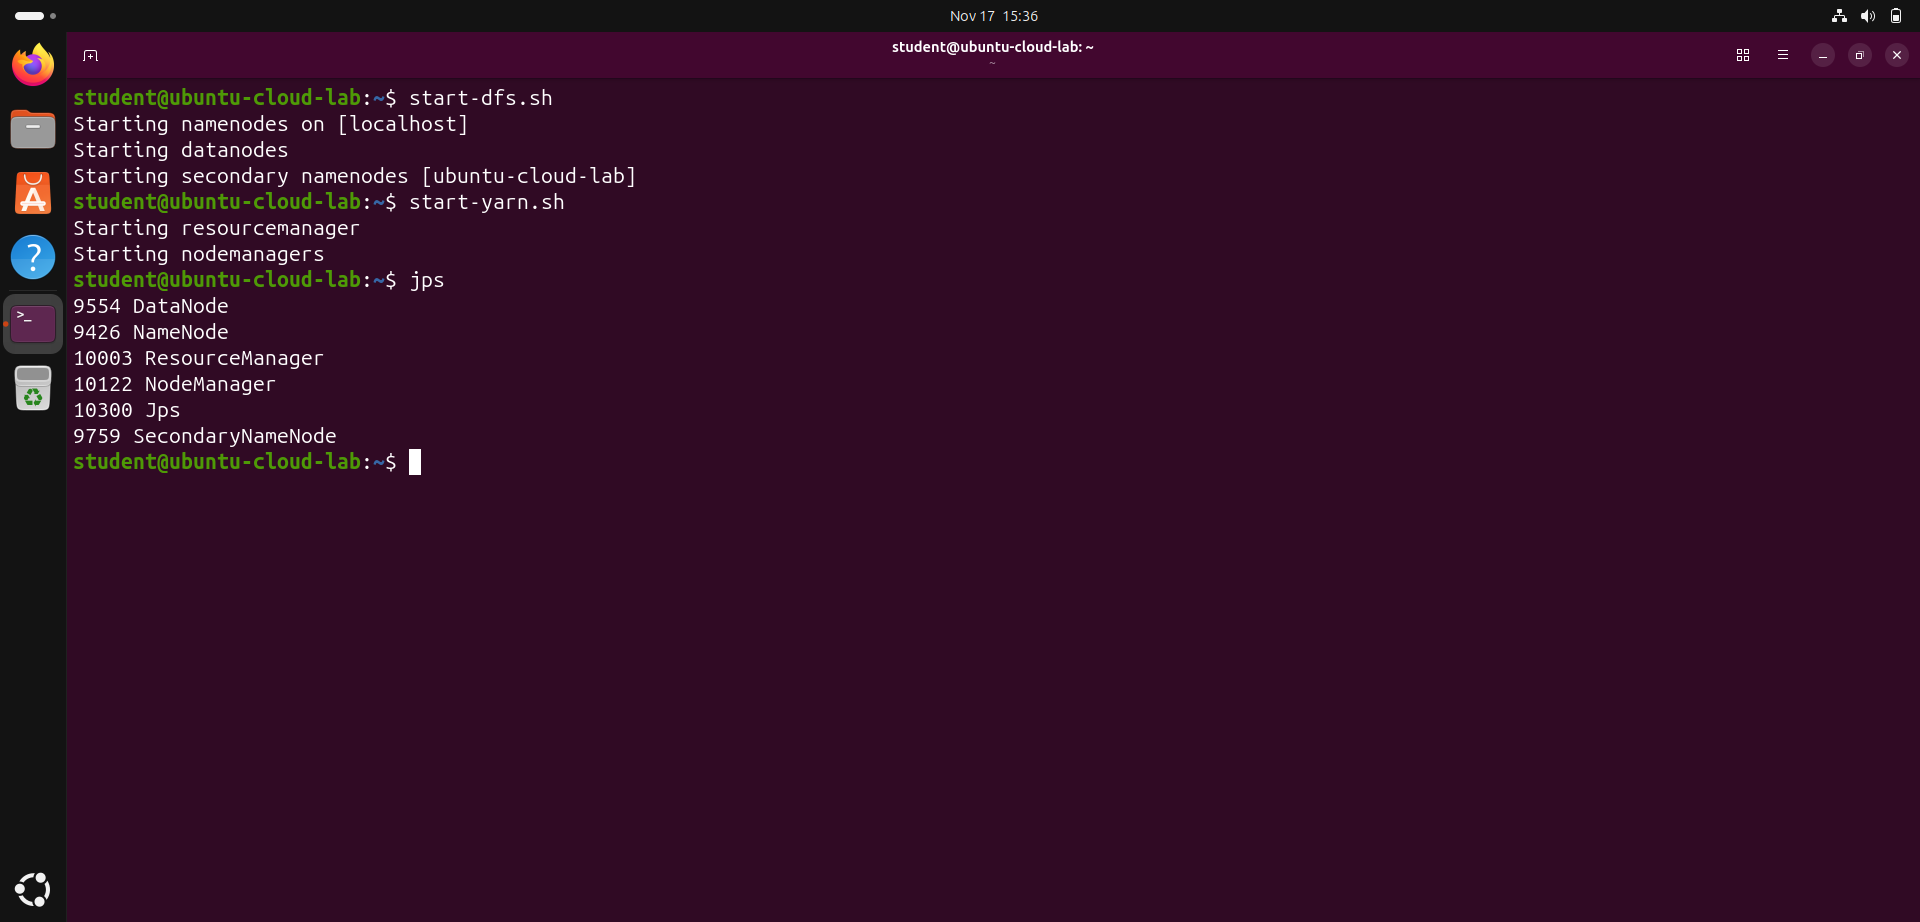 Nov 17 15:36
student@ubuntu-cloud-lab: ~
~
student@ubuntu-cloud-lab:~$ start-dfs.sh
Starting namenodes on [localhost]
Starting datanodes
Starting secondary namenodes [ubuntu-cloud-lab]
student@ubuntu-cloud-lab:~$ start-yarn.sh
Starting resourcemanager
Starting nodemanagers
student@ubuntu-cloud-lab:~$ jps
9554 DataNode
9426 NameNode
10003 ResourceManager
10122 NodeManager
10300 Jps
9759 SecondaryNameNode
student@ubuntu-cloud-lab:~$